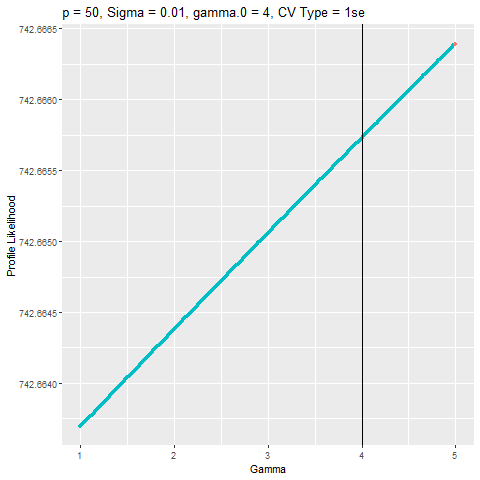 p = 50, Sigma = 0.01, gamma.0 = 4, CV Type = 1se
742.6665
742.6660
742.6655
742.6650
742.6645
742.6640
Profile Likelihood
1 2 3 4 5
Gamma